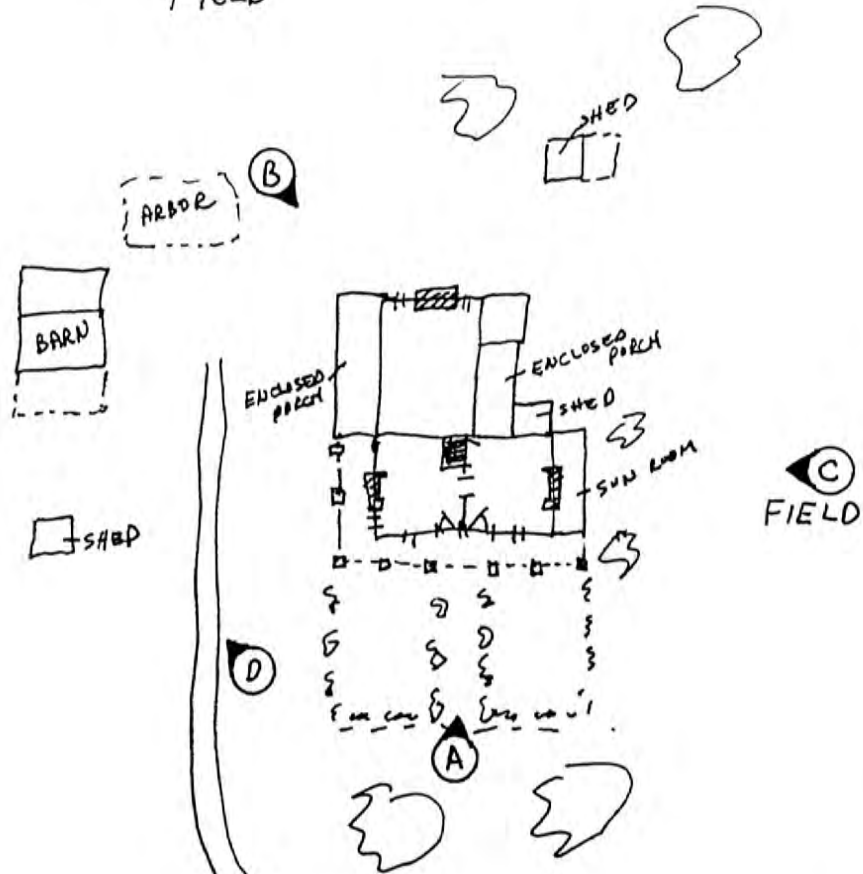 FIELD
SHED
B
ARBOR
BARN
ENCLOSED
PORCH
ENCLOSED
PORCH
SHED
SUN ROOM
C
FIELD
SHED
D
A